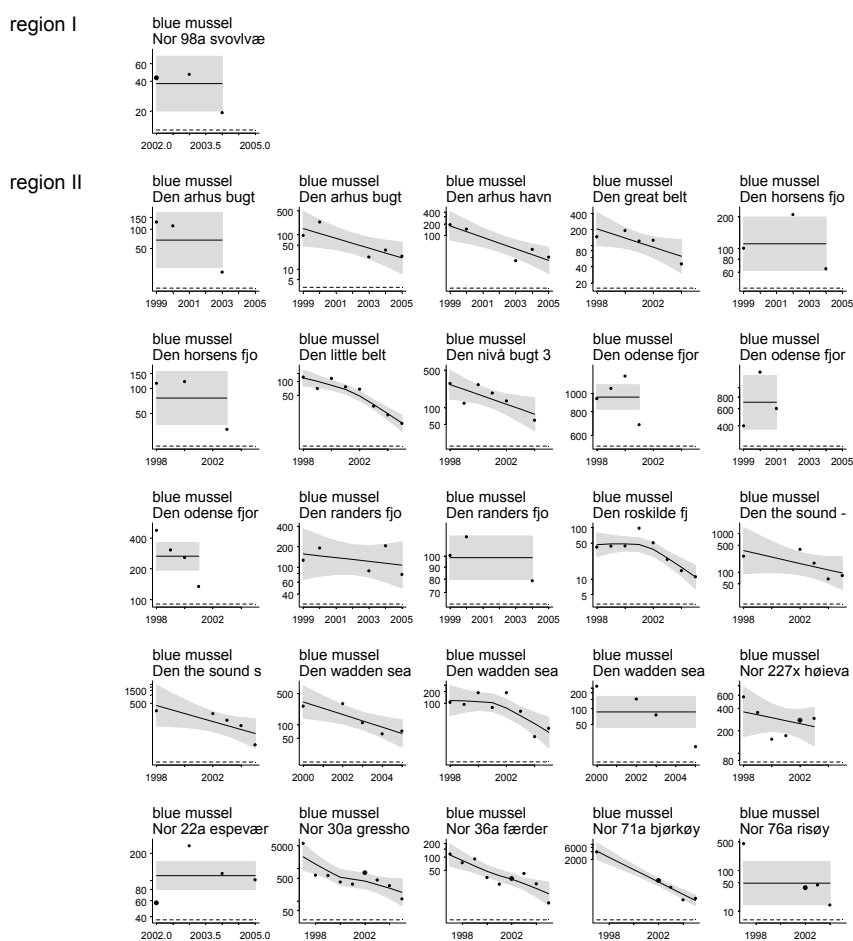 region I
blue mussel
Nor 98a svovlvæ
60
40
20
2002.0 2003.5 2005.0
region II
blue mussel blue mussel blue mussel blue mussel blue mussel
Den arhus bugt Den arhus bugt Den arhus havn Den great belt Den horsens fjo
150 500 400 400 200
100 100 200 200 100
50 50 100 80 80
10 40 60
5 20
1999 2001 2003 2005 1999 2001 2003 2005 1999 2001 2003 2005 1998 2002 1999 2001 2003 2005
blue mussel blue mussel blue mussel blue mussel blue mussel
Den horsens fjo Den little belt Den nivå bugt 3 Den odense fjor Den odense fjor
150 100 500 1000 800
100 50 100 800 600
50 50 600 400
1998 2002 1998 2002 1998 2002 1998 2002 1999 2001 2003 2005
blue mussel blue mussel blue mussel blue mussel blue mussel
Den odense fjor Den randers fjo Den randers fjo Den roskilde fj Den the sound -
400 400 100 100 1000
200 200 80 50 500
100 100 70 10 100
60 5 50
40
1998 2002 1999 2001 2003 2005 1999 2001 2003 2005 1998 2002 1998 2002
blue mussel blue mussel blue mussel blue mussel blue mussel
Den the sound s Den wadden sea Den wadden sea Den wadden sea Nor 227x høieva
1500 500 200 200 600
500 100 100 100 400
100 50 50 50 200
50 80
1998 2002 2000 2002 2004 1998 2002 2000 2002 2004 1998 2002
blue mussel blue mussel blue mussel blue mussel blue mussel
Nor 22a espevær Nor 30a gressho Nor 36a færder Nor 71a bjørkøy Nor 76a risøy
200 5000 200 6000 500
80 500 100 2000 100
60 50 50 50
40 10 10
2002.0 2003.5 2005.0 1998 2002 1998 2002 1998 2002 1998 2002